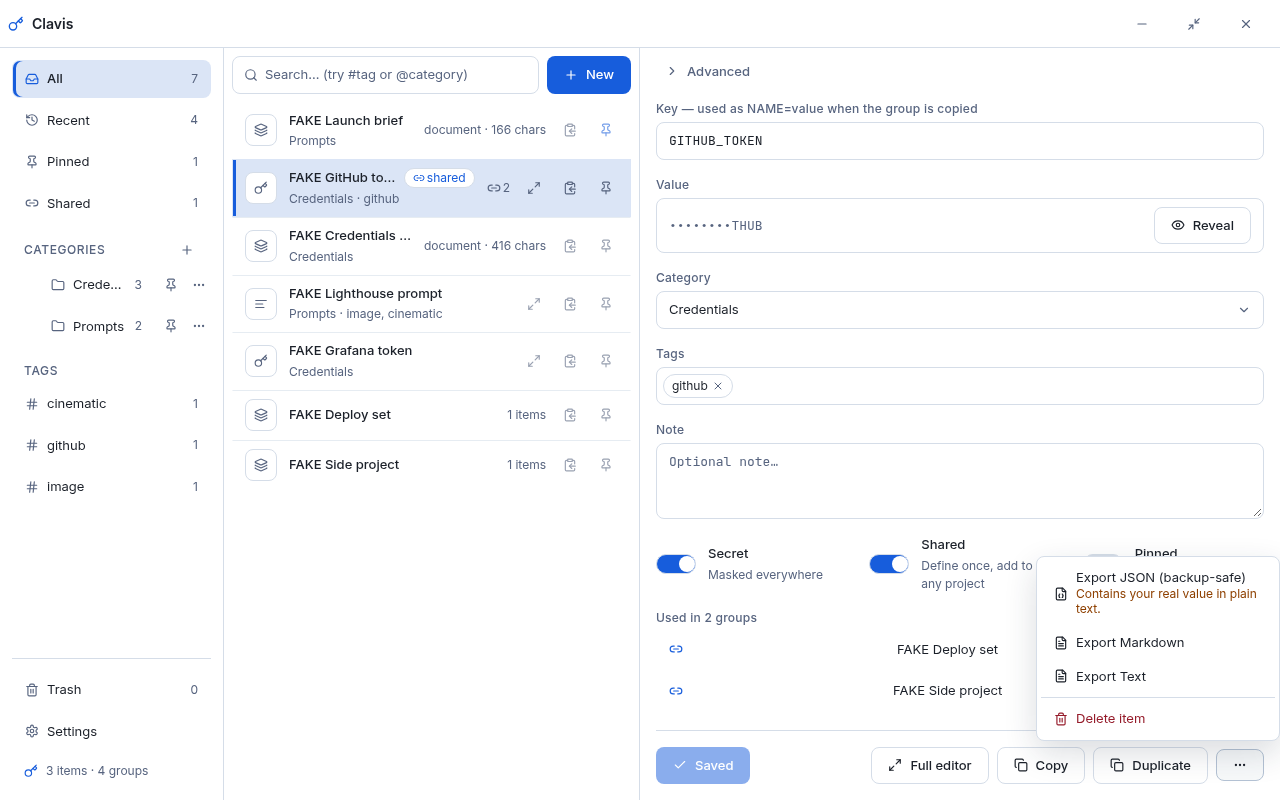 Clavis
All 7
Recent 4
Pinned 1
Shared 1
CATEGORIES
Crede... 3
Prompts 2
TAGS
cinematic 1
github 1
image 1
Trash 0
Settings
3 items · 4 groups
Search... (try #tag or @category)
New
FAKE Launch brief
Prompts
document · 166 chars
FAKE GitHub to... shared
Credentials · github
2
FAKE Credentials ...
Credentials
document · 416 chars
FAKE Lighthouse prompt
Prompts · image, cinematic
FAKE Grafana token
Credentials
FAKE Deploy set 1 items
FAKE Side project 1 items
Advanced
Key — used as NAME=value when the group is copied
GITHUB_TOKEN
Value
••••••••THUB
Reveal
Category
Credentials
Tags
github
Note
Optional note…
Secret
Masked everywhere
Shared
Define once, add to
any project
Pinned
Used in 2 groups
FAKE Deploy set
FAKE Side project
Export JSON (backup-safe)
Contains your real value in plain
text.
Export Markdown
Export Text
Delete item
Saved
Full editor
Copy
Duplicate